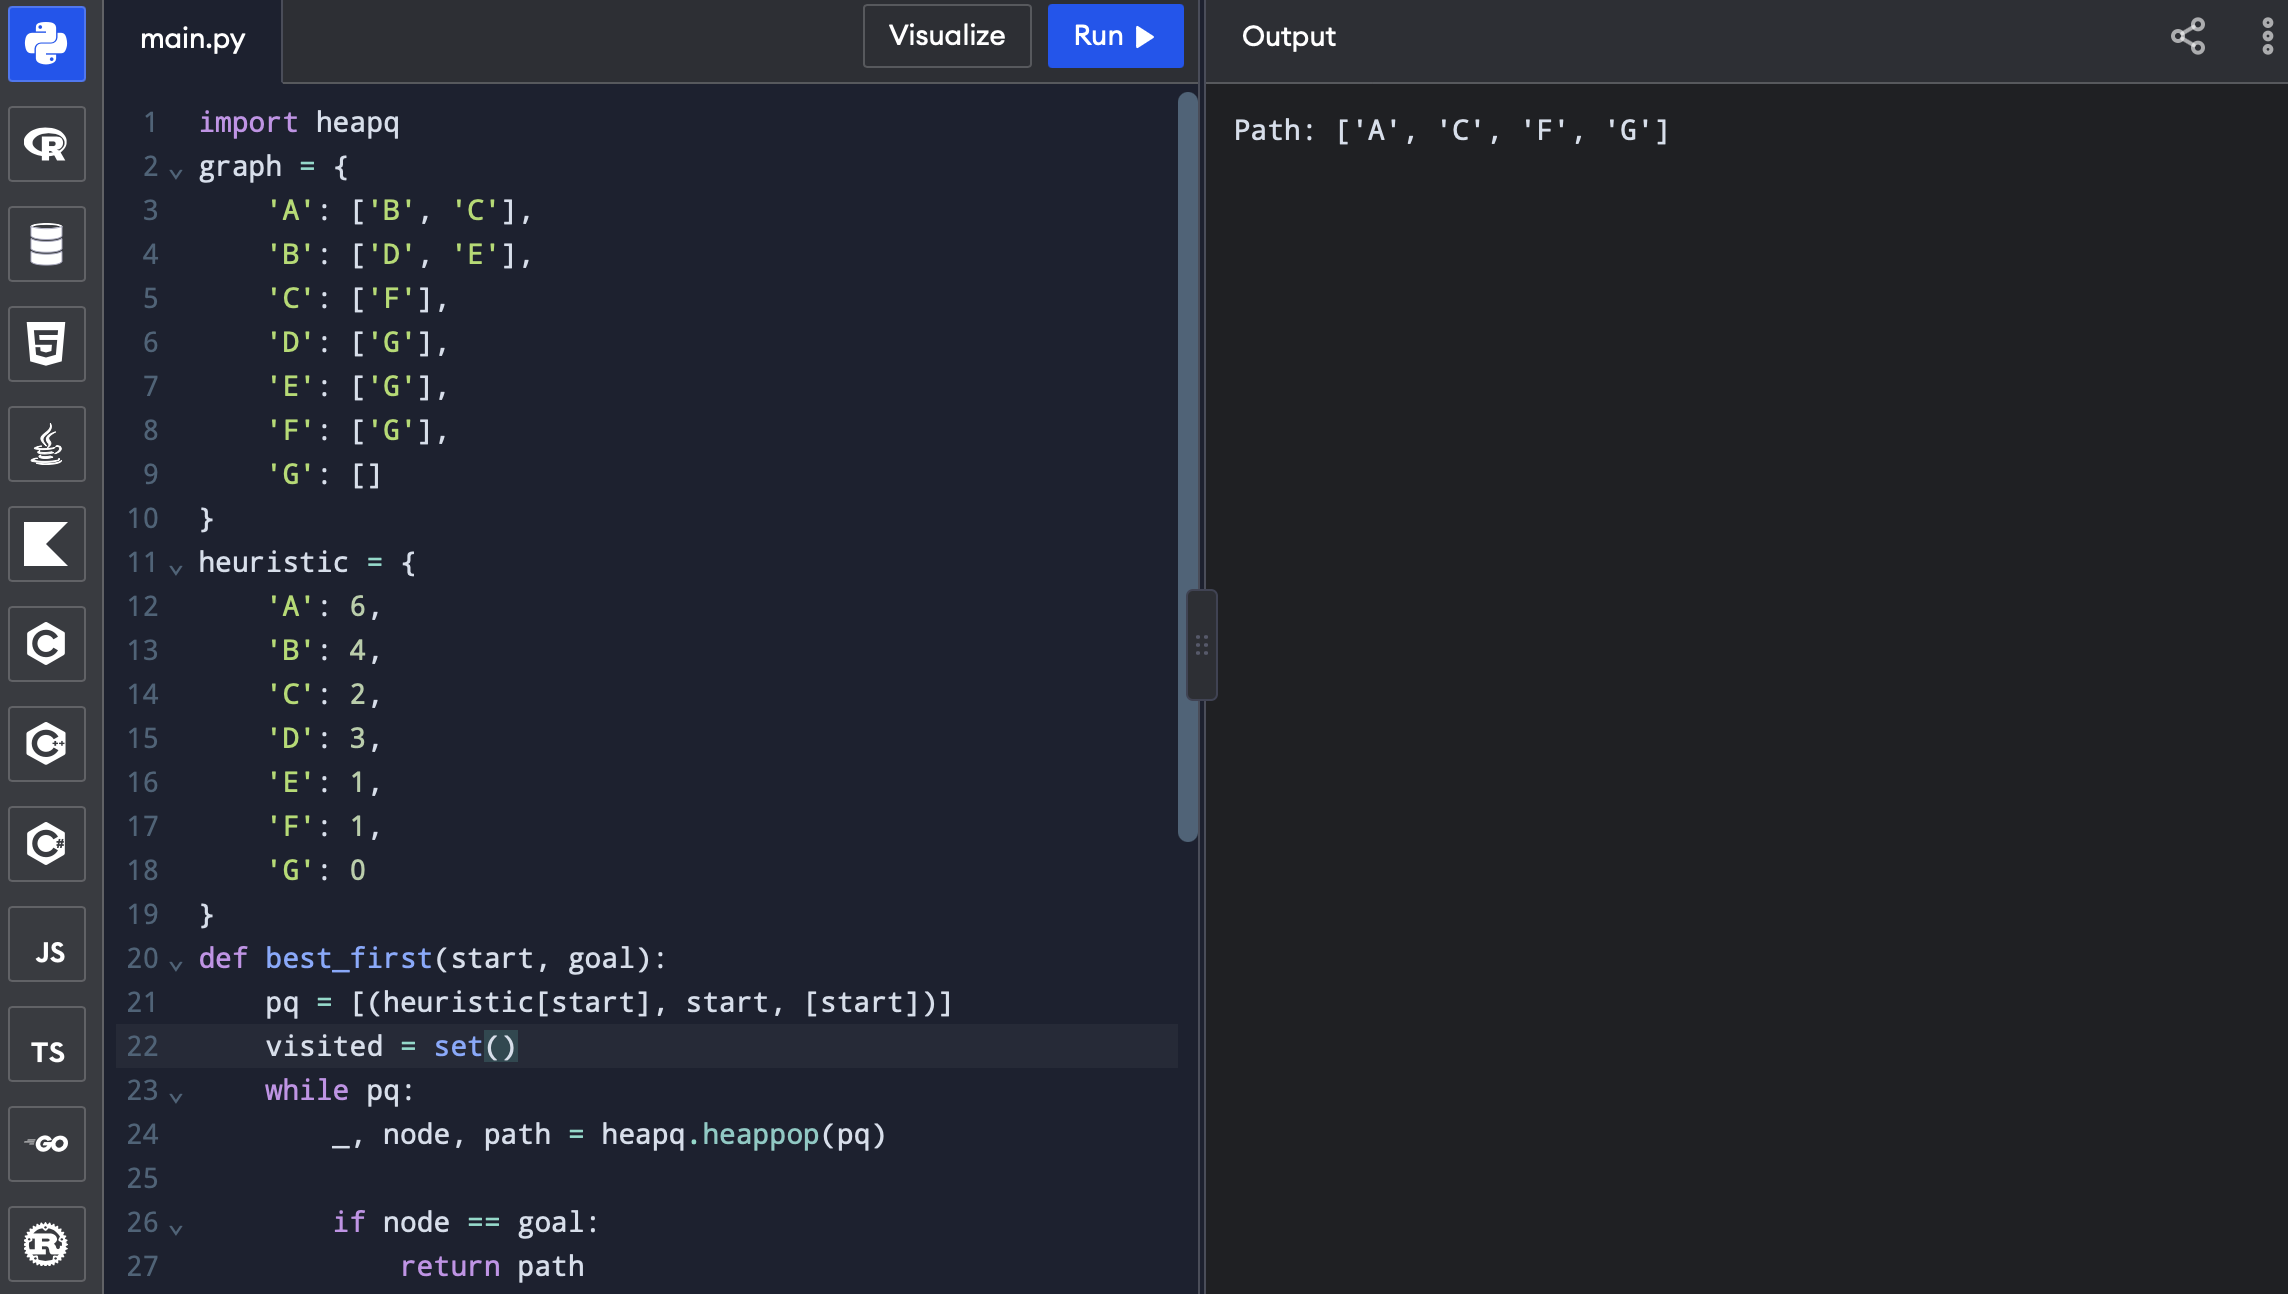 main.py
Visualize
Run
Output
1 import heapq
2 graph = {
3     'A': ['B', 'C'],
4     'B': ['D', 'E'],
5     'C': ['F'],
6     'D': ['G'],
7     'E': ['G'],
8     'F': ['G'],
9     'G': []
10 }
11 heuristic = {
12     'A': 6,
13     'B': 4,
14     'C': 2,
15     'D': 3,
16     'E': 1,
17     'F': 1,
18     'G': 0
19 }
20 def best_first(start, goal):
21     pq = [(heuristic[start], start, [start])]
22     visited = set()
23     while pq:
24         _, node, path = heapq.heappop(pq)
25
26         if node == goal:
27             return path
Path: ['A', 'C', 'F', 'G']
R
5
C
C++
C#
JS
TS
GO
R